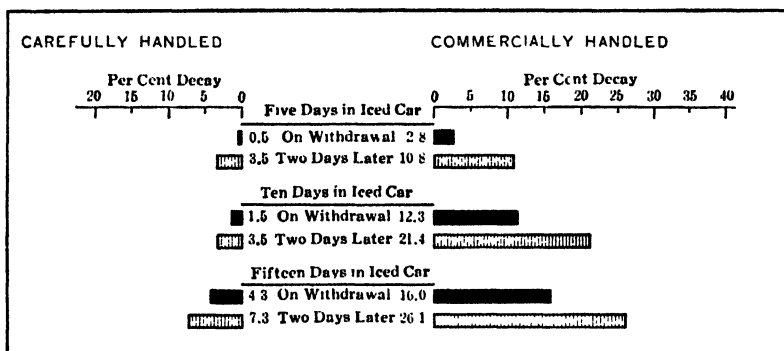 CAREFULLY HANDLED COMMERCIALLY HANDLED
Per Cent Decay Per Cent Decay
20 15 10 5 0 0 10 15 20 25 30 35 40
Five Days in Iced Car
0.5 On Withdrawal 2.8
3.5 Two Days Later 10.8
Ten Days in Iced Car
1.5 On Withdrawal 12.3
3.5 Two Days Later 21.4
Fifteen Days in Iced Car
4.3 On Withdrawal 16.0
7.3 Two Days Later 26.1